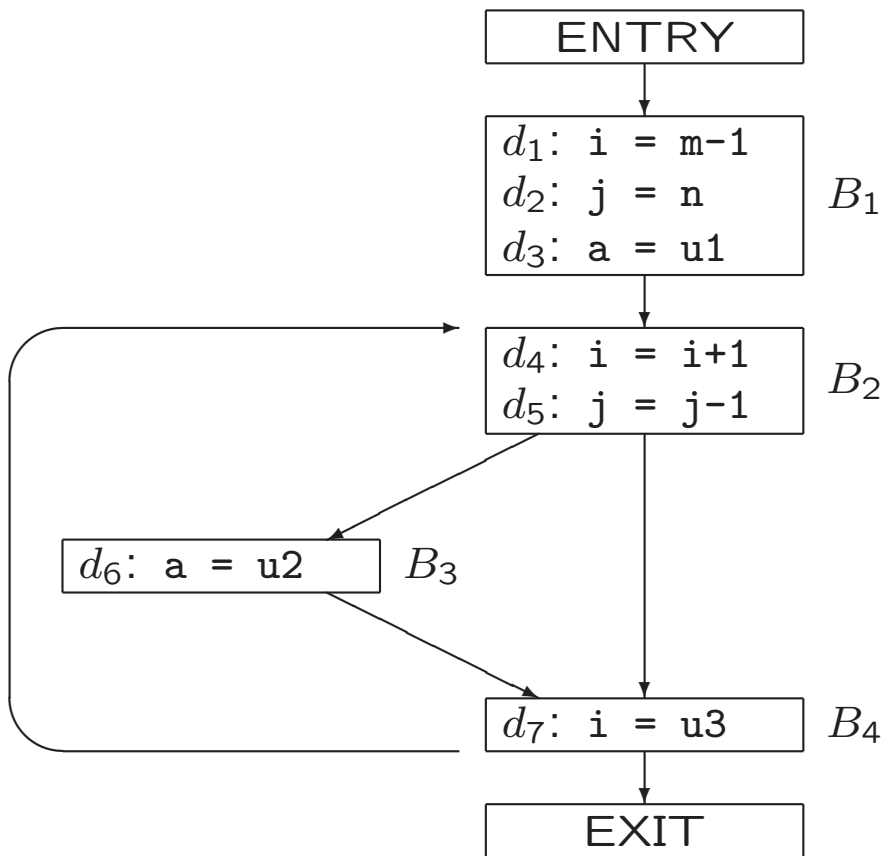 ENTRY
d₁: i = m-1
d₂: j = n
d₃: a = u1
B₁
d₄: i = i+1
d₅: j = j-1
B₂
d₆: a = u2
B₃
d₇: i = u3
B₄
EXIT